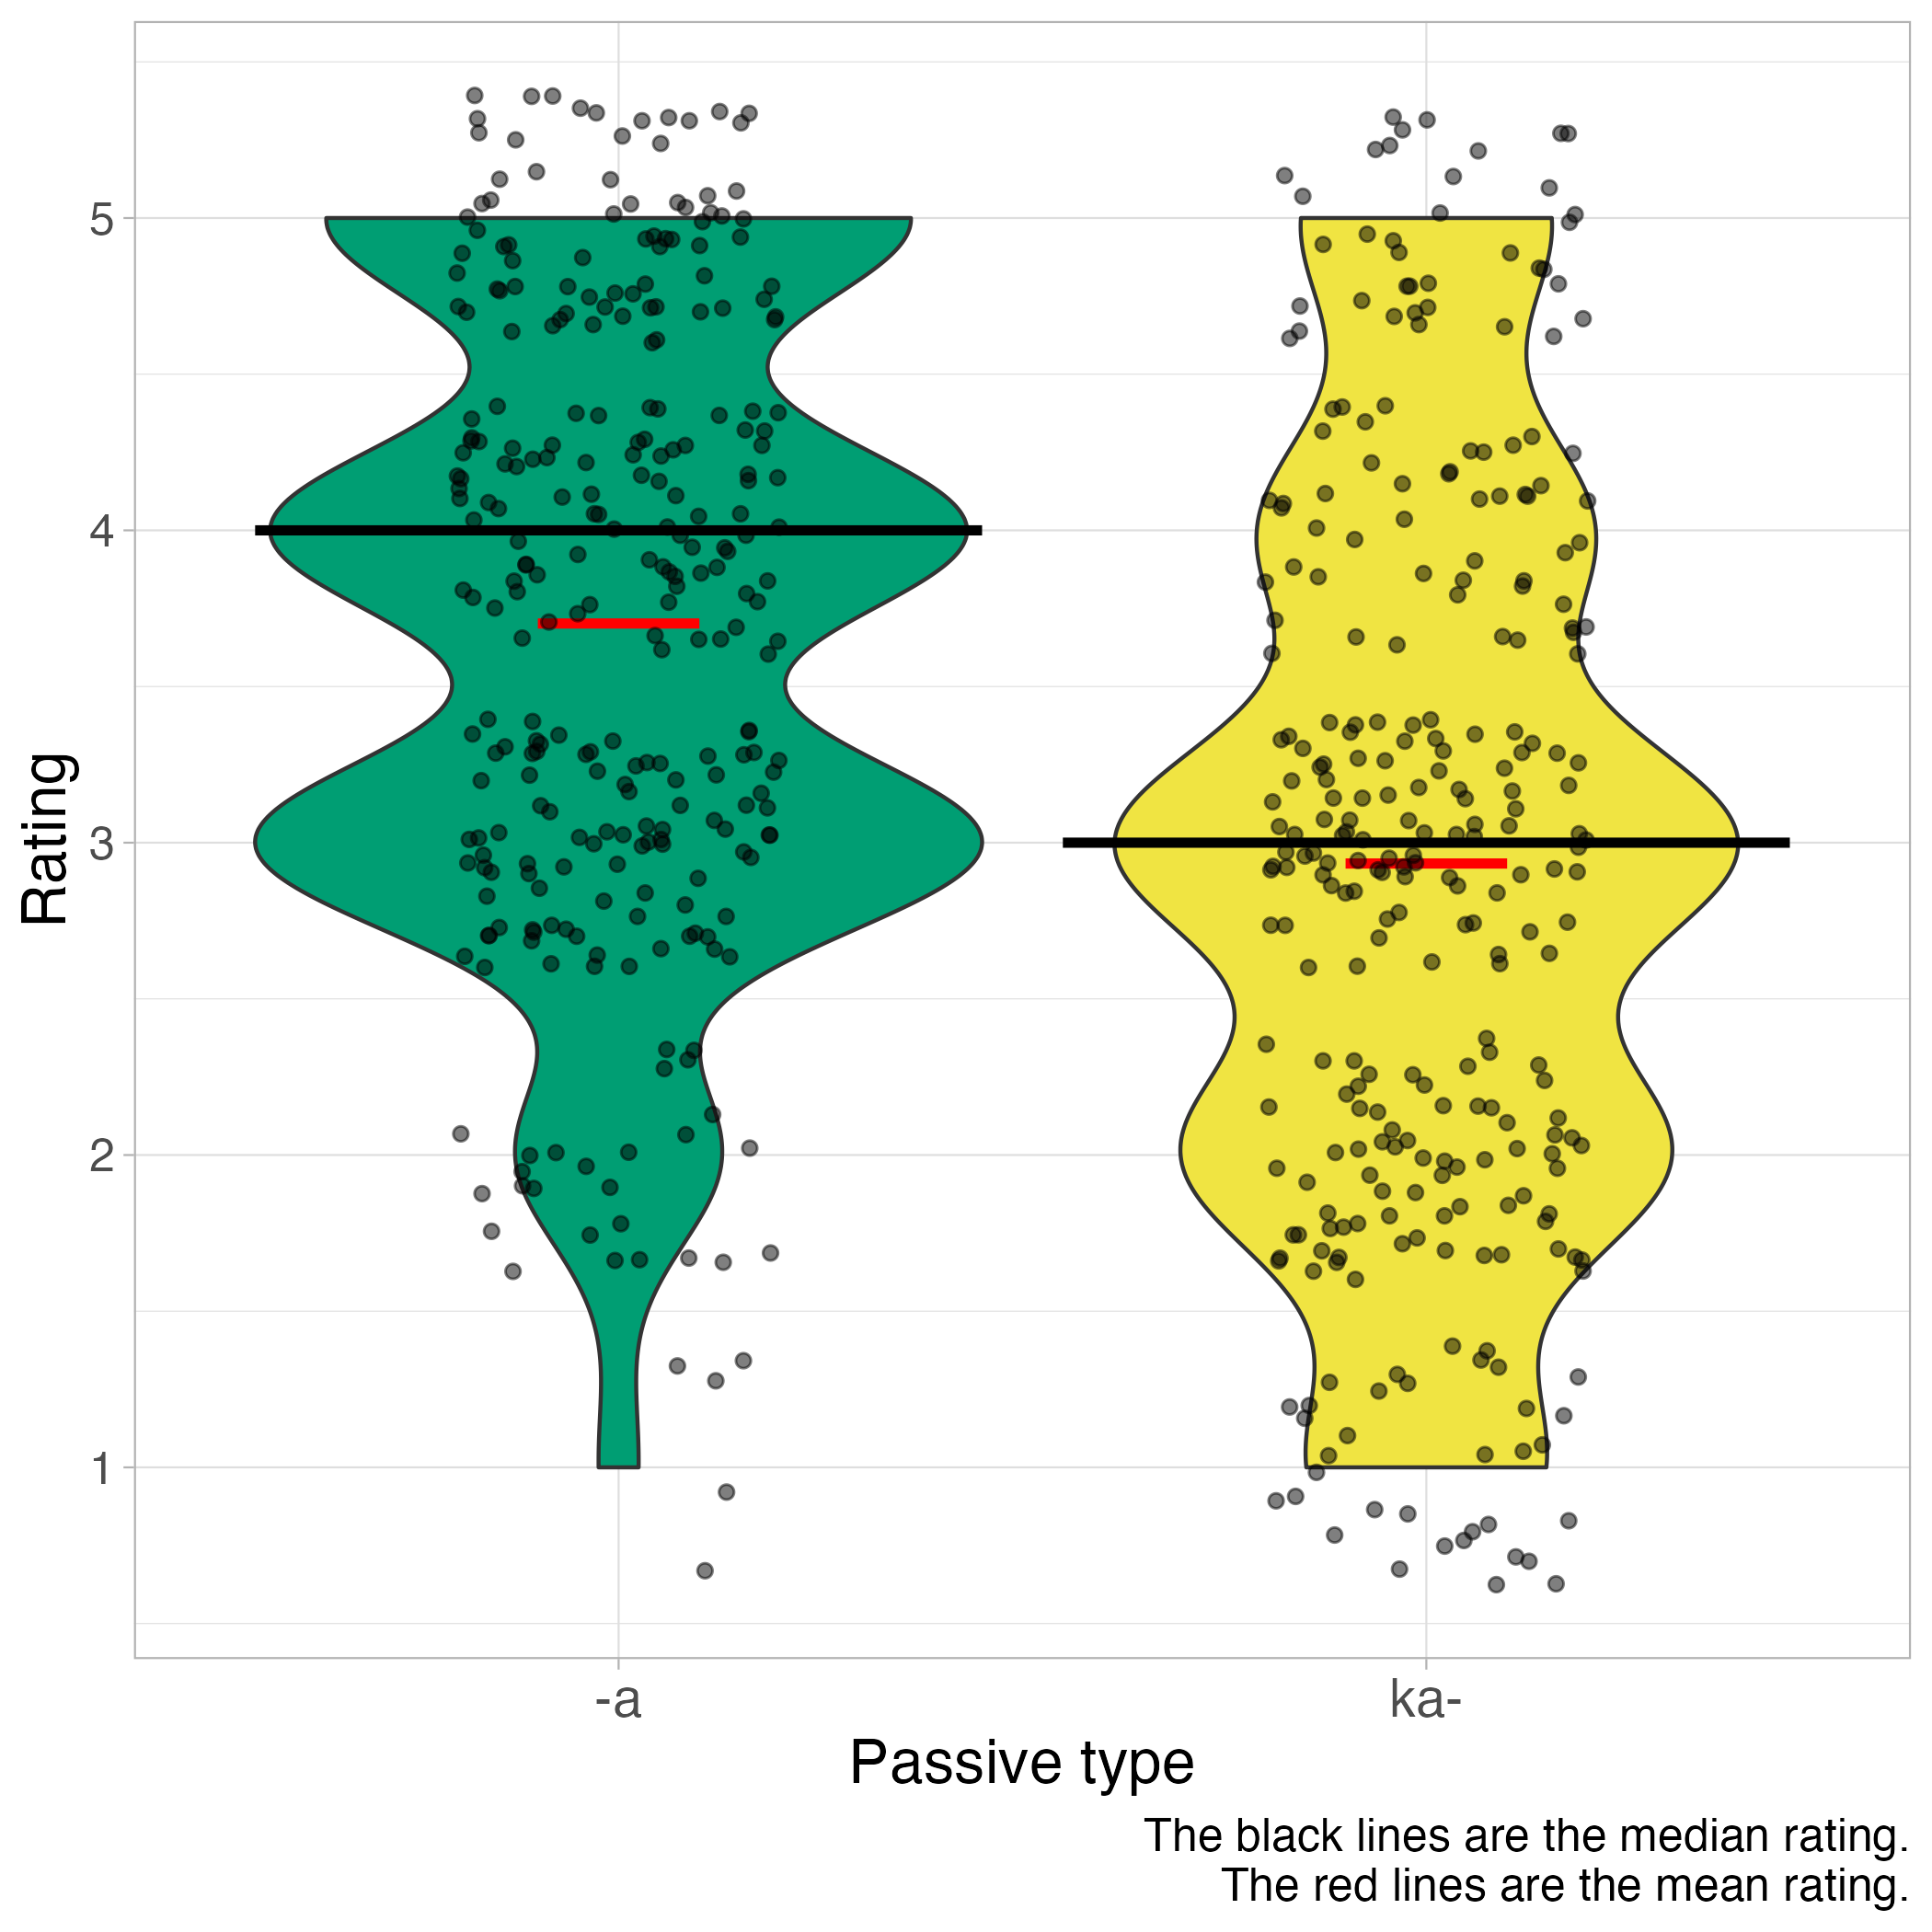 5
4
3
2
1
Rating
-a
ka-
Passive type
The black lines are the median rating.
The red lines are the mean rating.